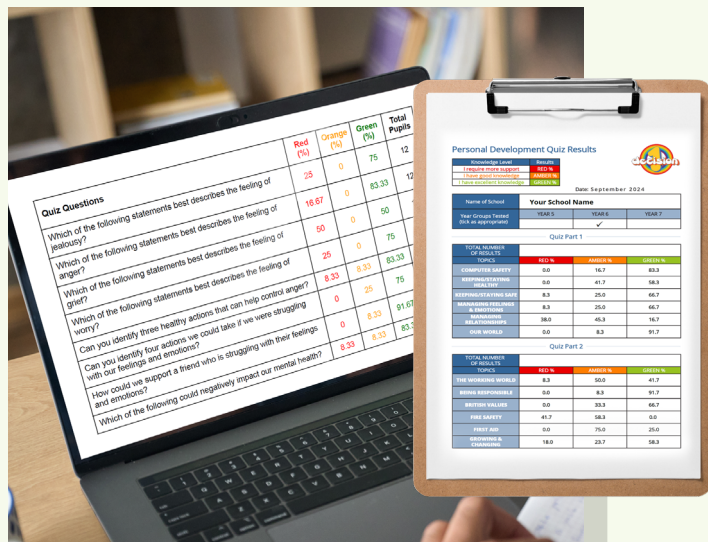 Quiz Questions
Red (%)
Orange (%)
Green (%)
Total Pupils
Which of the following statements best describes the feeling of
jealousy?
25 0 75 12
Which of the following statements best describes the feeling of
anger?
16.67 0 83.33 12
Which of the following statements best describes the feeling of
grief?
50 0 50
Which of the following statements best describes the feeling of
worry?
25 0 75
Can you identify three healthy actions that can help control anger?
8.33 8.33 83.33
Can you identify four actions we could take if we were struggling
with our feelings and emotions?
0 25 75
How could we support a friend who is struggling with their feelings
and emotions?
0 8.33 91.67
Which of the following could negatively impact our mental health?
8.33 8.33 83.3
Personal Development Quiz Results
decision
Knowledge Level Results
I require more support RED %
I have good knowledge AMBER %
I have excellent knowledge GREEN %
Date: September 2024
Name of School Your School Name
Year Groups Tested
(tick as appropriate)
YEAR 5 YEAR 6 YEAR 7
✓
Quiz Part 1
TOTAL NUMBER
OF RESULTS
TOPICS RED % AMBER % GREEN %
COMPUTER SAFETY 0.0 16.7 83.3
KEEPING/STAYING
HEALTHY
0.0 41.7 58.3
KEEPING/STAYING SAFE 8.3 25.0 66.7
MANAGING FEELINGS
& EMOTIONS
8.3 25.0 66.7
MANAGING
RELATIONSHIPS
38.0 45.3 16.7
OUR WORLD 0.0 8.3 91.7
Quiz Part 2
TOTAL NUMBER
OF RESULTS
TOPICS RED % AMBER % GREEN %
THE WORKING WORLD 8.3 50.0 41.7
BEING RESPONSIBLE 0.0 8.3 91.7
BRITISH VALUES 0.0 33.3 66.7
FIRE SAFETY 41.7 58.3 0.0
FIRST AID 0.0 75.0 25.0
GROWING &
CHANGING
18.0 23.7 58.3